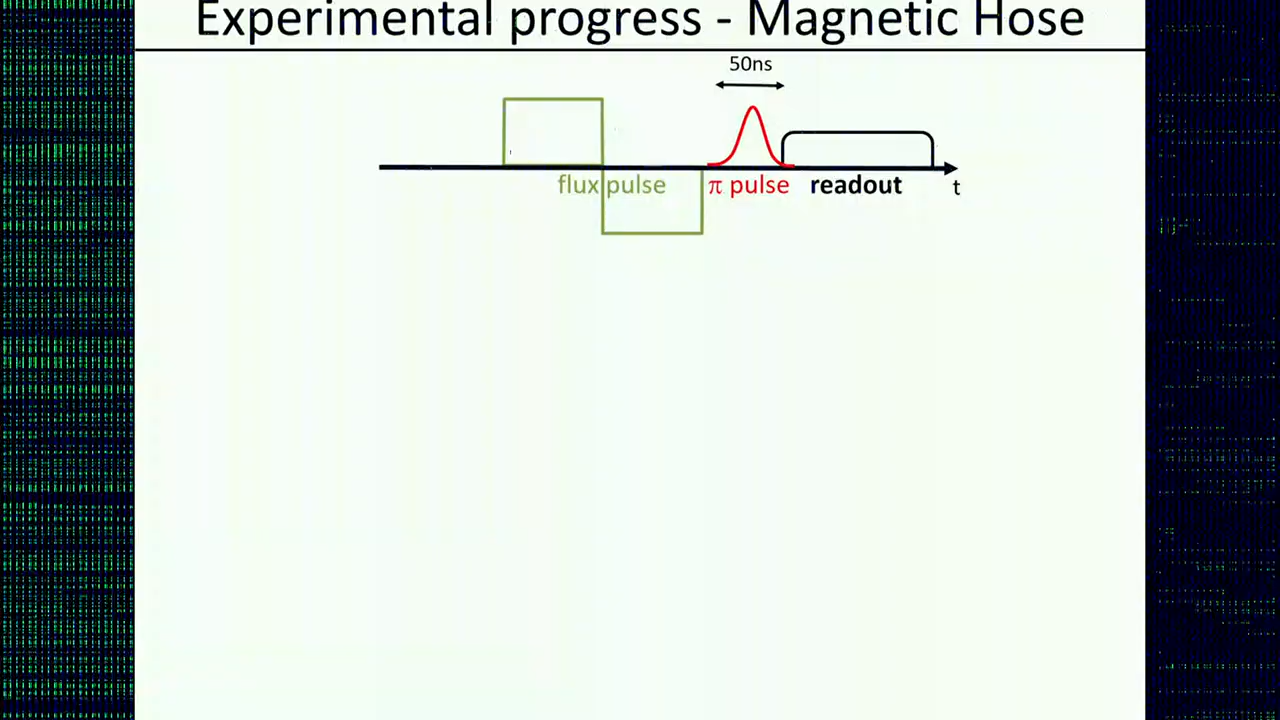 Experimental progress - Magnetic Hose
50ns
flux pulse π pulse readout t